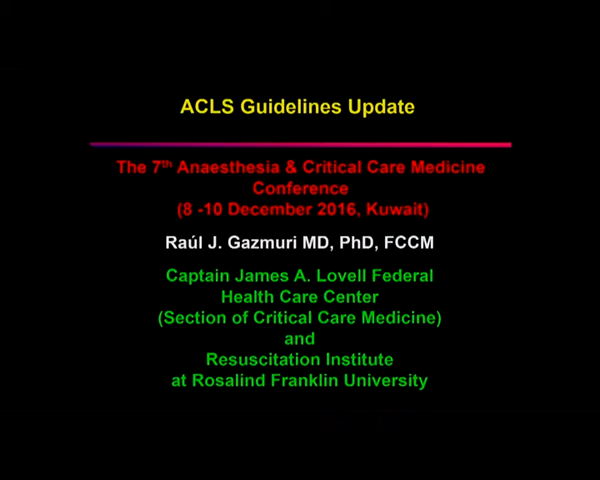 ACLS Guidelines Update
The 7th Anaesthesia & Critical Care Medicine
Conference
(8 -10 December 2016, Kuwait)
Raúl J. Gazmuri MD, PhD, FCCM
Captain James A. Lovell Federal
Health Care Center
(Section of Critical Care Medicine)
and
Resuscitation Institute
at Rosalind Franklin University